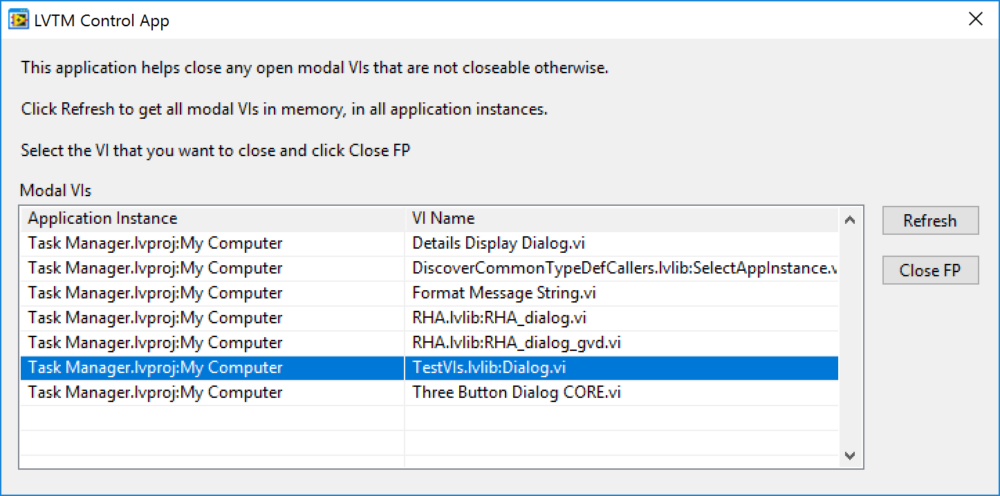 LVTM Control App
This application helps close any open modal VIs that are not closeable otherwise.
Click Refresh to get all modal VIs in memory, in all application instances.
Select the VI that you want to close and click Close FP
Modal VIs
Application Instance VI Name
Task Manager.lvproj:My Computer Details Display Dialog.vi
Task Manager.lvproj:My Computer DiscoverCommonTypeDefCallers.lvlib:SelectAppInstance.v
Task Manager.lvproj:My Computer Format Message String.vi
Task Manager.lvproj:My Computer RHA.lvlib:RHA_dialog.vi
Task Manager.lvproj:My Computer RHA.lvlib:RHA_dialog_gvd.vi
Task Manager.lvproj:My Computer TestVIs.lvlib:Dialog.vi
Task Manager.lvproj:My Computer Three Button Dialog CORE.vi
Refresh
Close FP